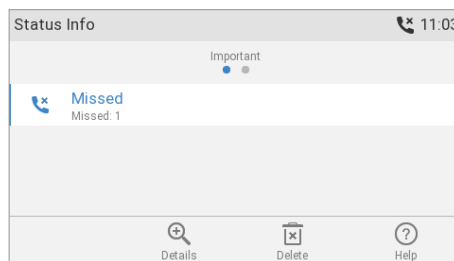 Status Info 11:03
Important
Missed
Missed: 1
Details Delete Help